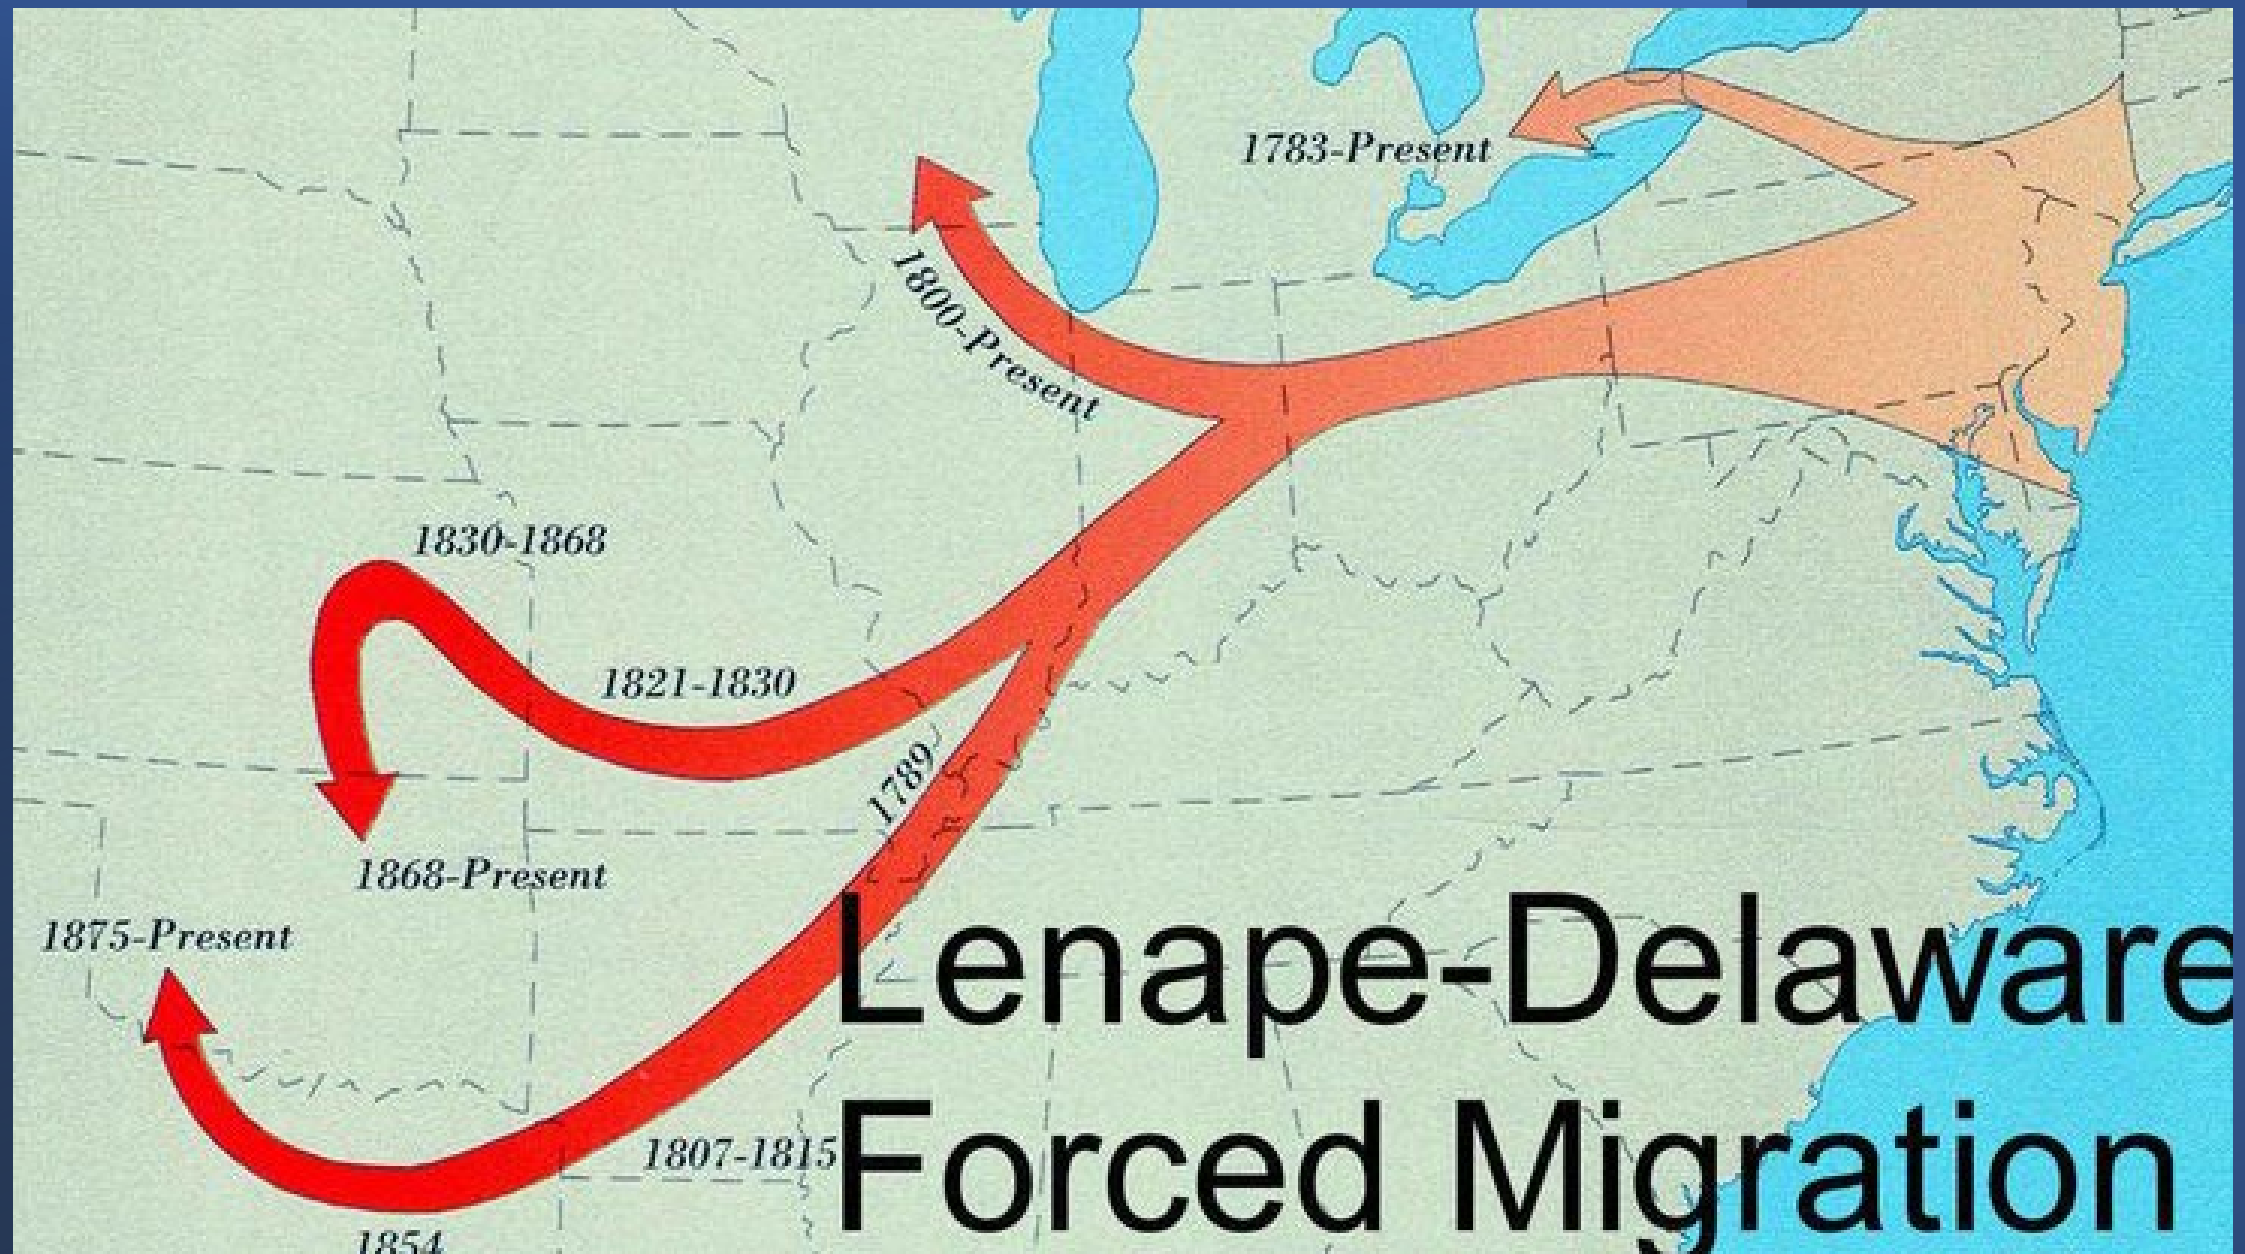 1783-Present
1800-Present
1830-1868
1821-1830
1789
1868-Present
1875-Present
Lenape-Delaware
Forced Migration
1807-1815
1854